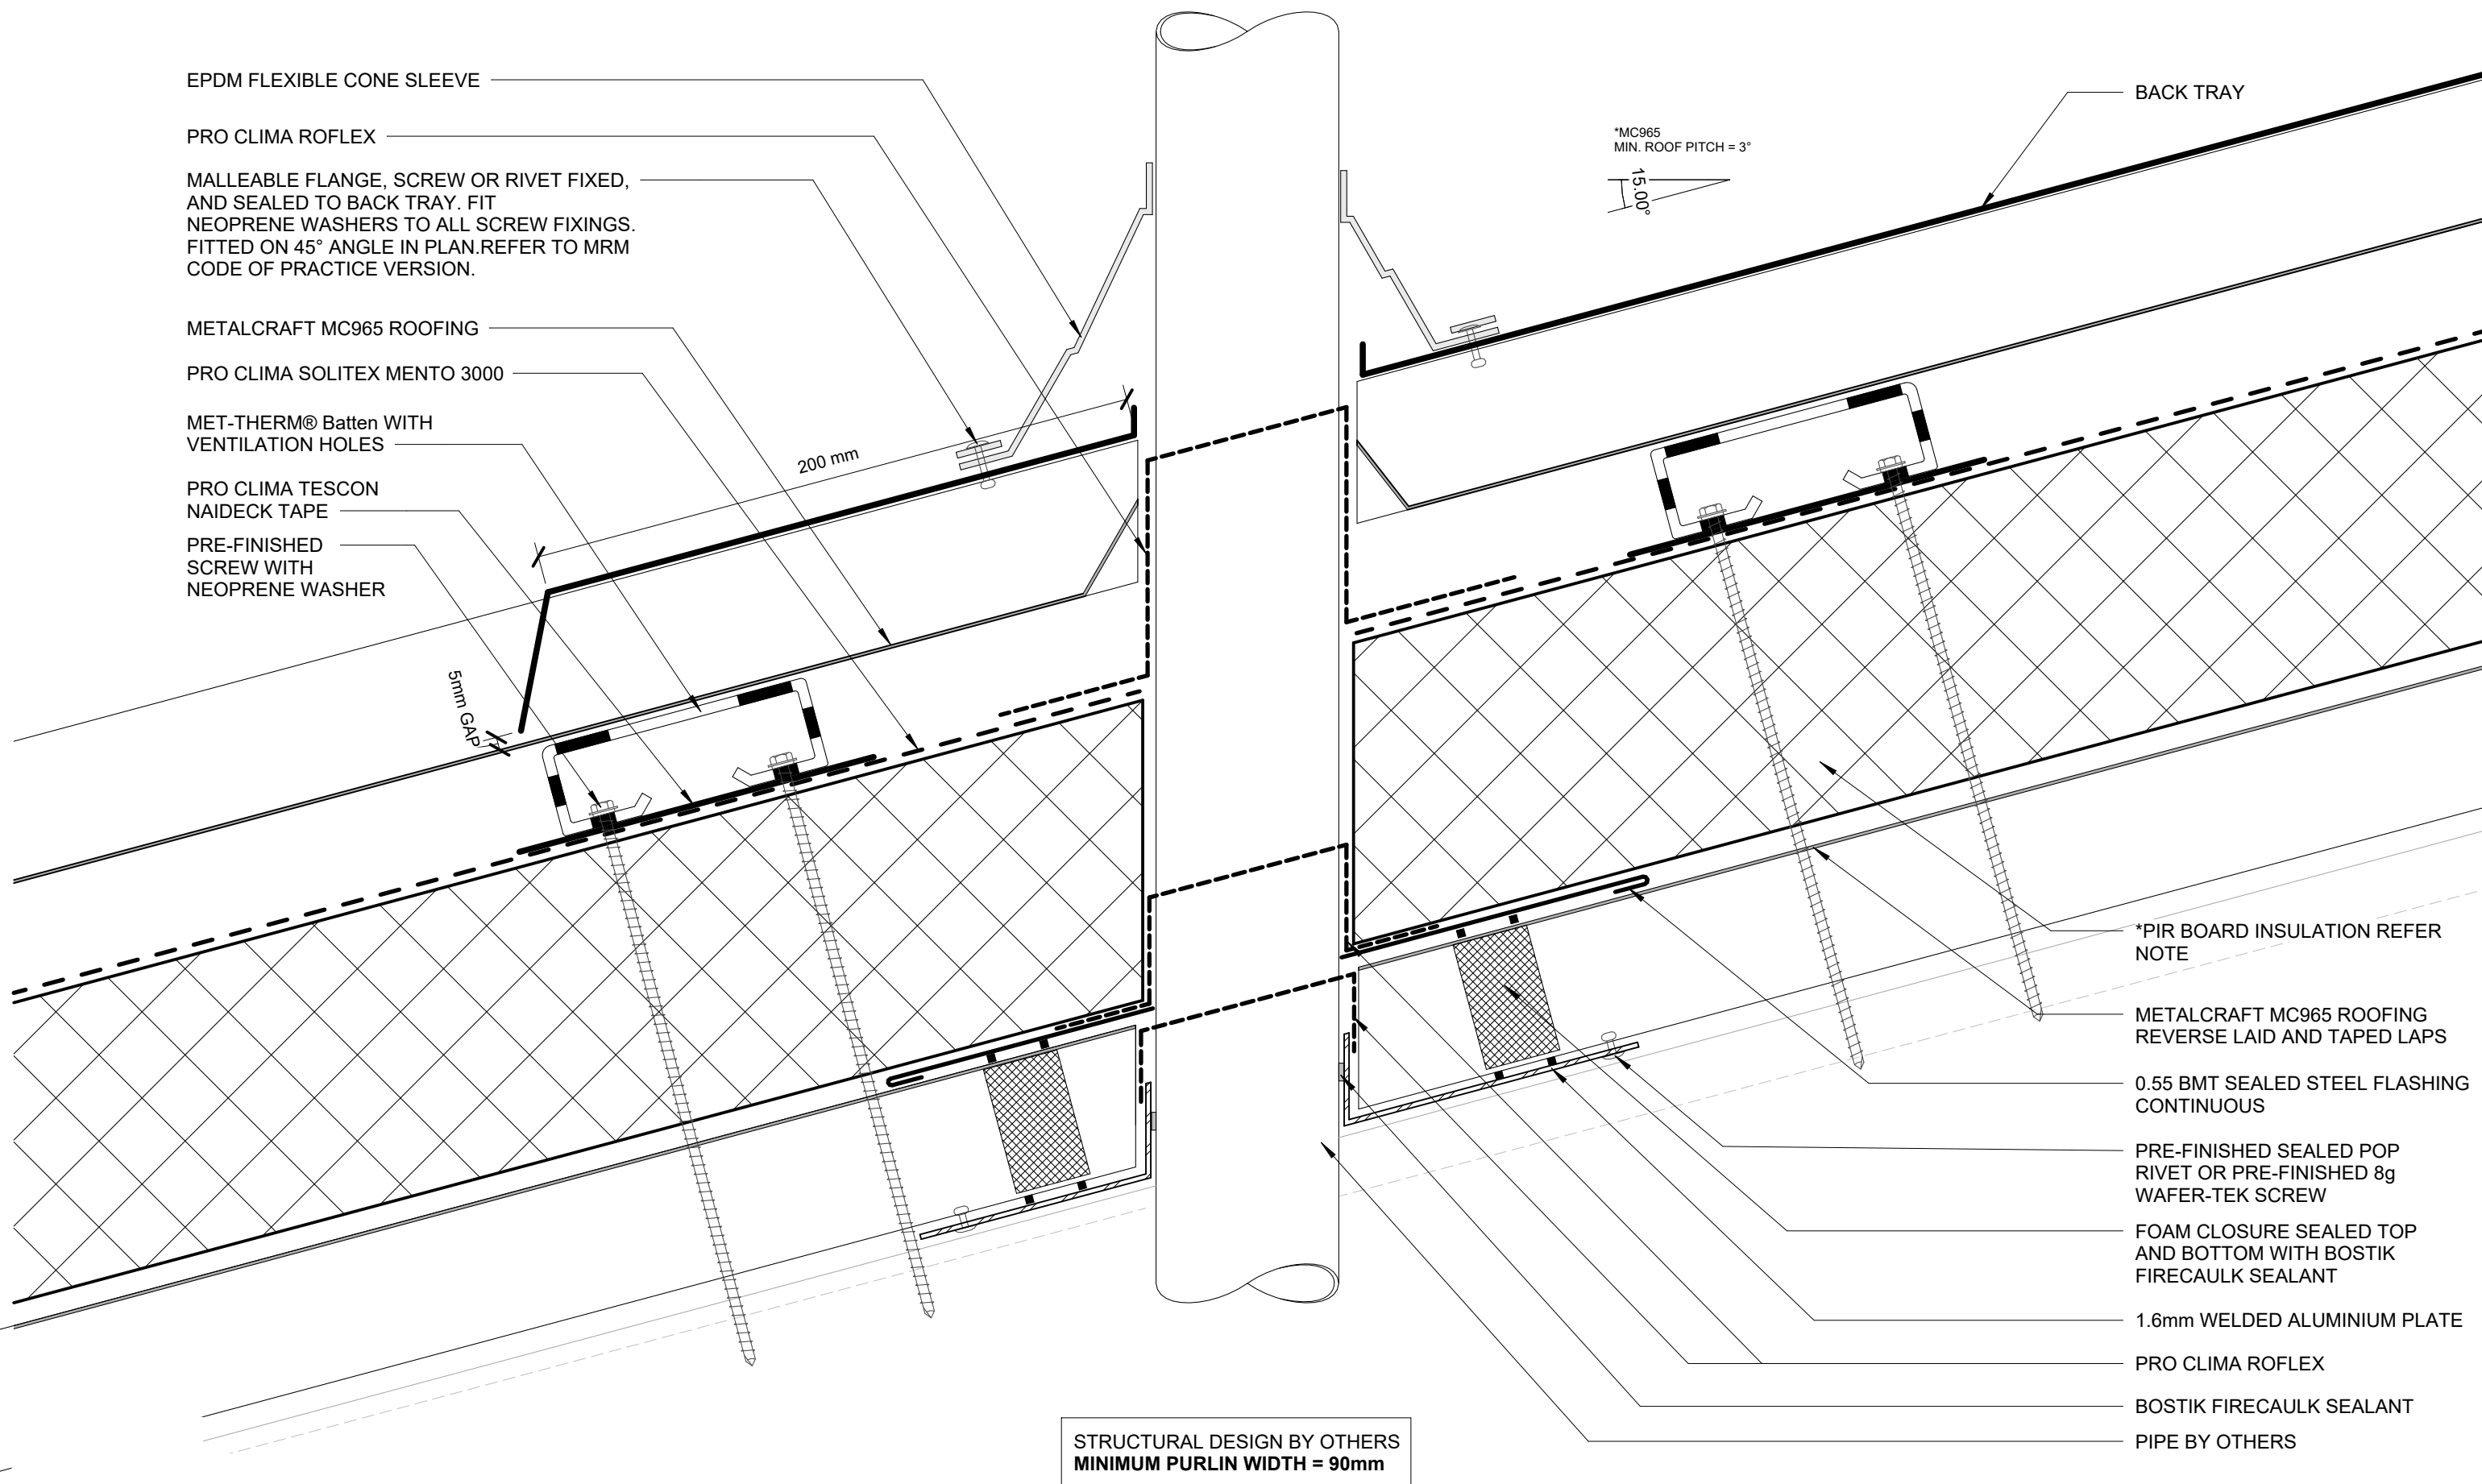 EPDM FLEXIBLE CONE SLEEVE
PRO CLIMA ROFLEX
MALLEABLE FLANGE, SCREW OR RIVET FIXED,
AND SEALED TO BACK TRAY. FIT
NEOPRENE WASHERS TO ALL SCREW FIXINGS.
FITTED ON 45° ANGLE IN PLAN.REFER TO MRM
CODE OF PRACTICE VERSION.
METALCRAFT MC965 ROOFING
PRO CLIMA SOLITEX MENTO 3000
MET-THERM® Batten WITH
VENTILATION HOLES
PRO CLIMA TESCON
NAIDECK TAPE
PRE-FINISHED
SCREW WITH
NEOPRENE WASHER
200 mm
5mm GAP
*MC965
MIN. ROOF PITCH = 3°
15.00°
BACK TRAY
*PIR BOARD INSULATION REFER
NOTE
METALCRAFT MC965 ROOFING
REVERSE LAID AND TAPED LAPS
0.55 BMT SEALED STEEL FLASHING
CONTINUOUS
PRE-FINISHED SEALED POP
RIVET OR PRE-FINISHED 8g
WAFER-TEK SCREW
FOAM CLOSURE SEALED TOP
AND BOTTOM WITH BOSTIK
FIRECAULK SEALANT
1.6mm WELDED ALUMINIUM PLATE
PRO CLIMA ROFLEX
BOSTIK FIRECAULK SEALANT
PIPE BY OTHERS
STRUCTURAL DESIGN BY OTHERS
MINIMUM PURLIN WIDTH = 90mm